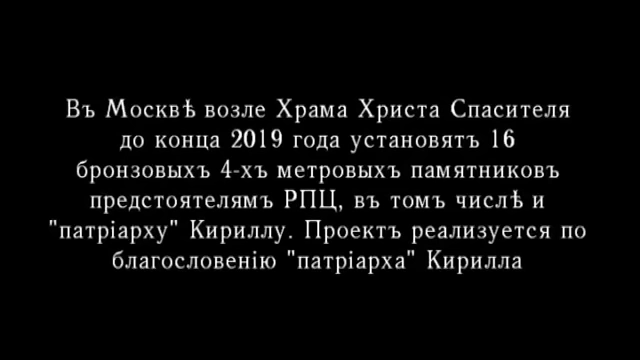 Въ Москвѣ возле Храма Христа Спасителя
до конца 2019 года установятъ 16
бронзовыхъ 4-хъ метровыхъ памятниковъ
предстоятелямъ РПЦ, въ томъ числѣ и
"патріарху" Кириллу. Проектъ реализуется по
благословенію "патріарха" Кирилла